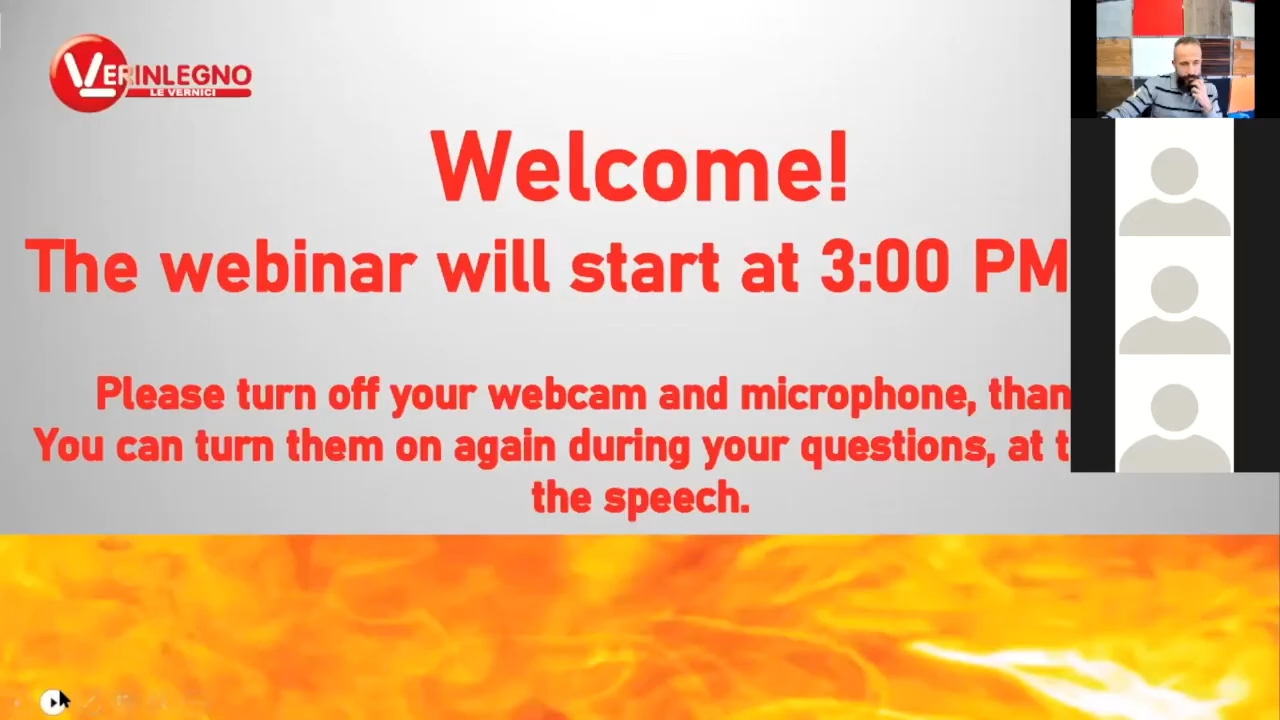 VERINLEGNO
LE VERNICI
Welcome!
The webinar will start at 3:00 PM
Please turn off your webcam and microphone, than
You can turn them on again during your questions, at t
the speech.